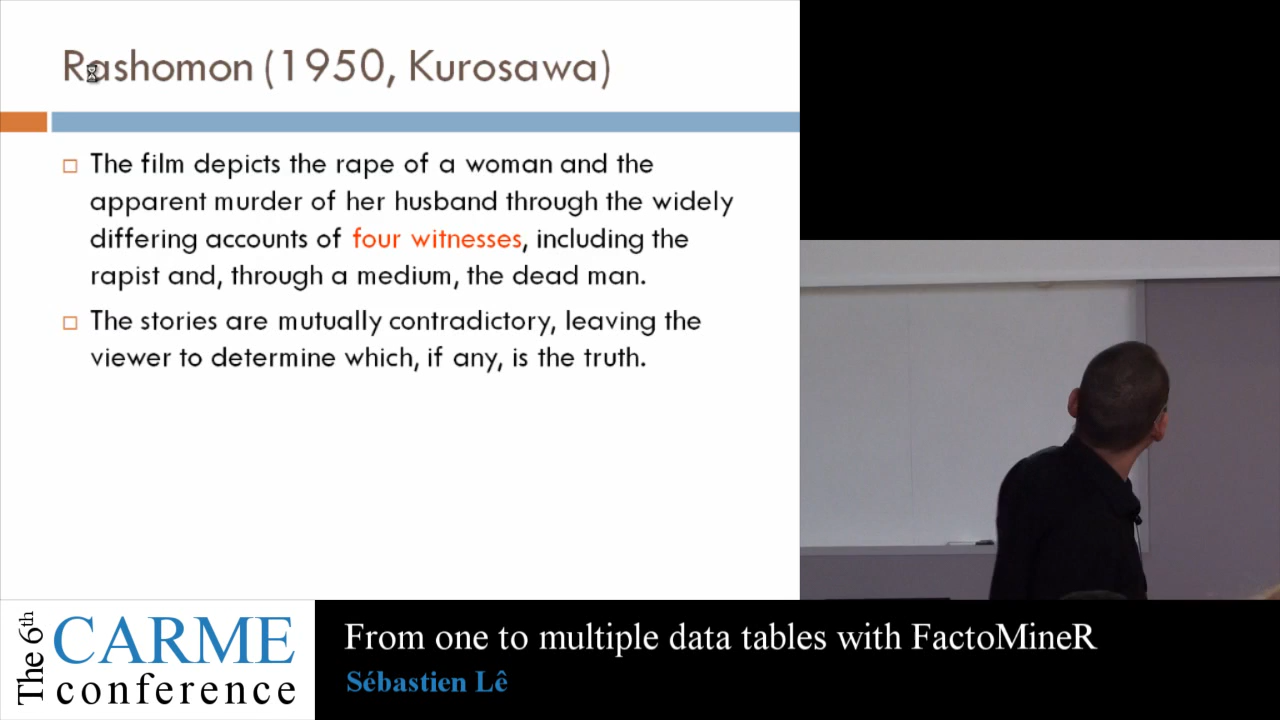 Rashomon (1950, Kurosawa)
The film depicts the rape of a woman and the
apparent murder of her husband through the widely
differing accounts of four witnesses, including the
rapist and, through a medium, the dead man.
The stories are mutually contradictory, leaving the
viewer to determine which, if any, is the truth.
The 6th
CARME
conference
From one to multiple data tables with FactoMineR
Sébastien Lê